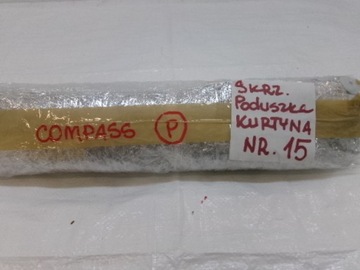 COMPASS P
SKRZ.
Poduszka
KURTYNA
NR. 15